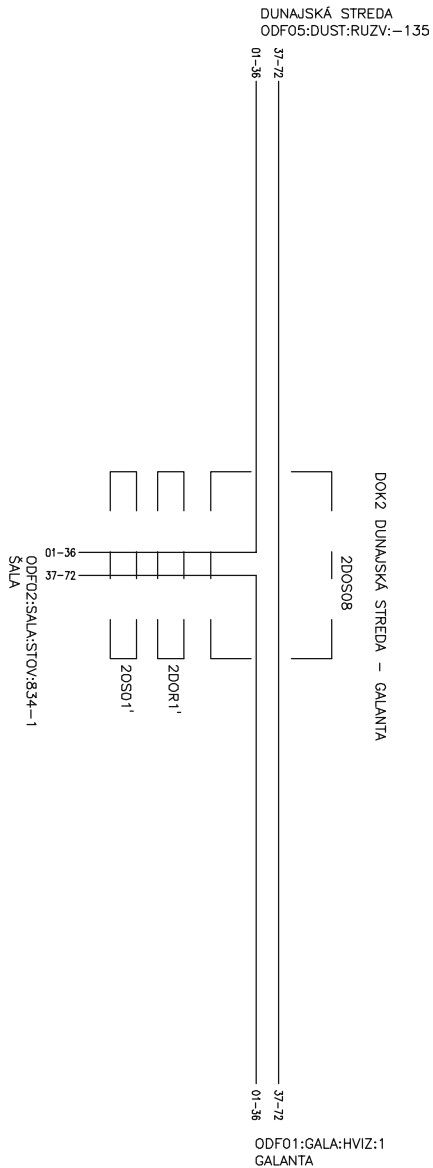 DUNAJSKÁ STREDA
ODF05:DUST:RUZV:-135
01-36
37-72
DOK2 DUNAJSKÁ STREDA - GALANTA
2DOS08
2DOR1'
2OS01'
01-36
37-72
ODF02:SALA:STOV:834-1
ŠALA
01-36
37-72
ODF01:GALA:HVIZ:1
GALANTA